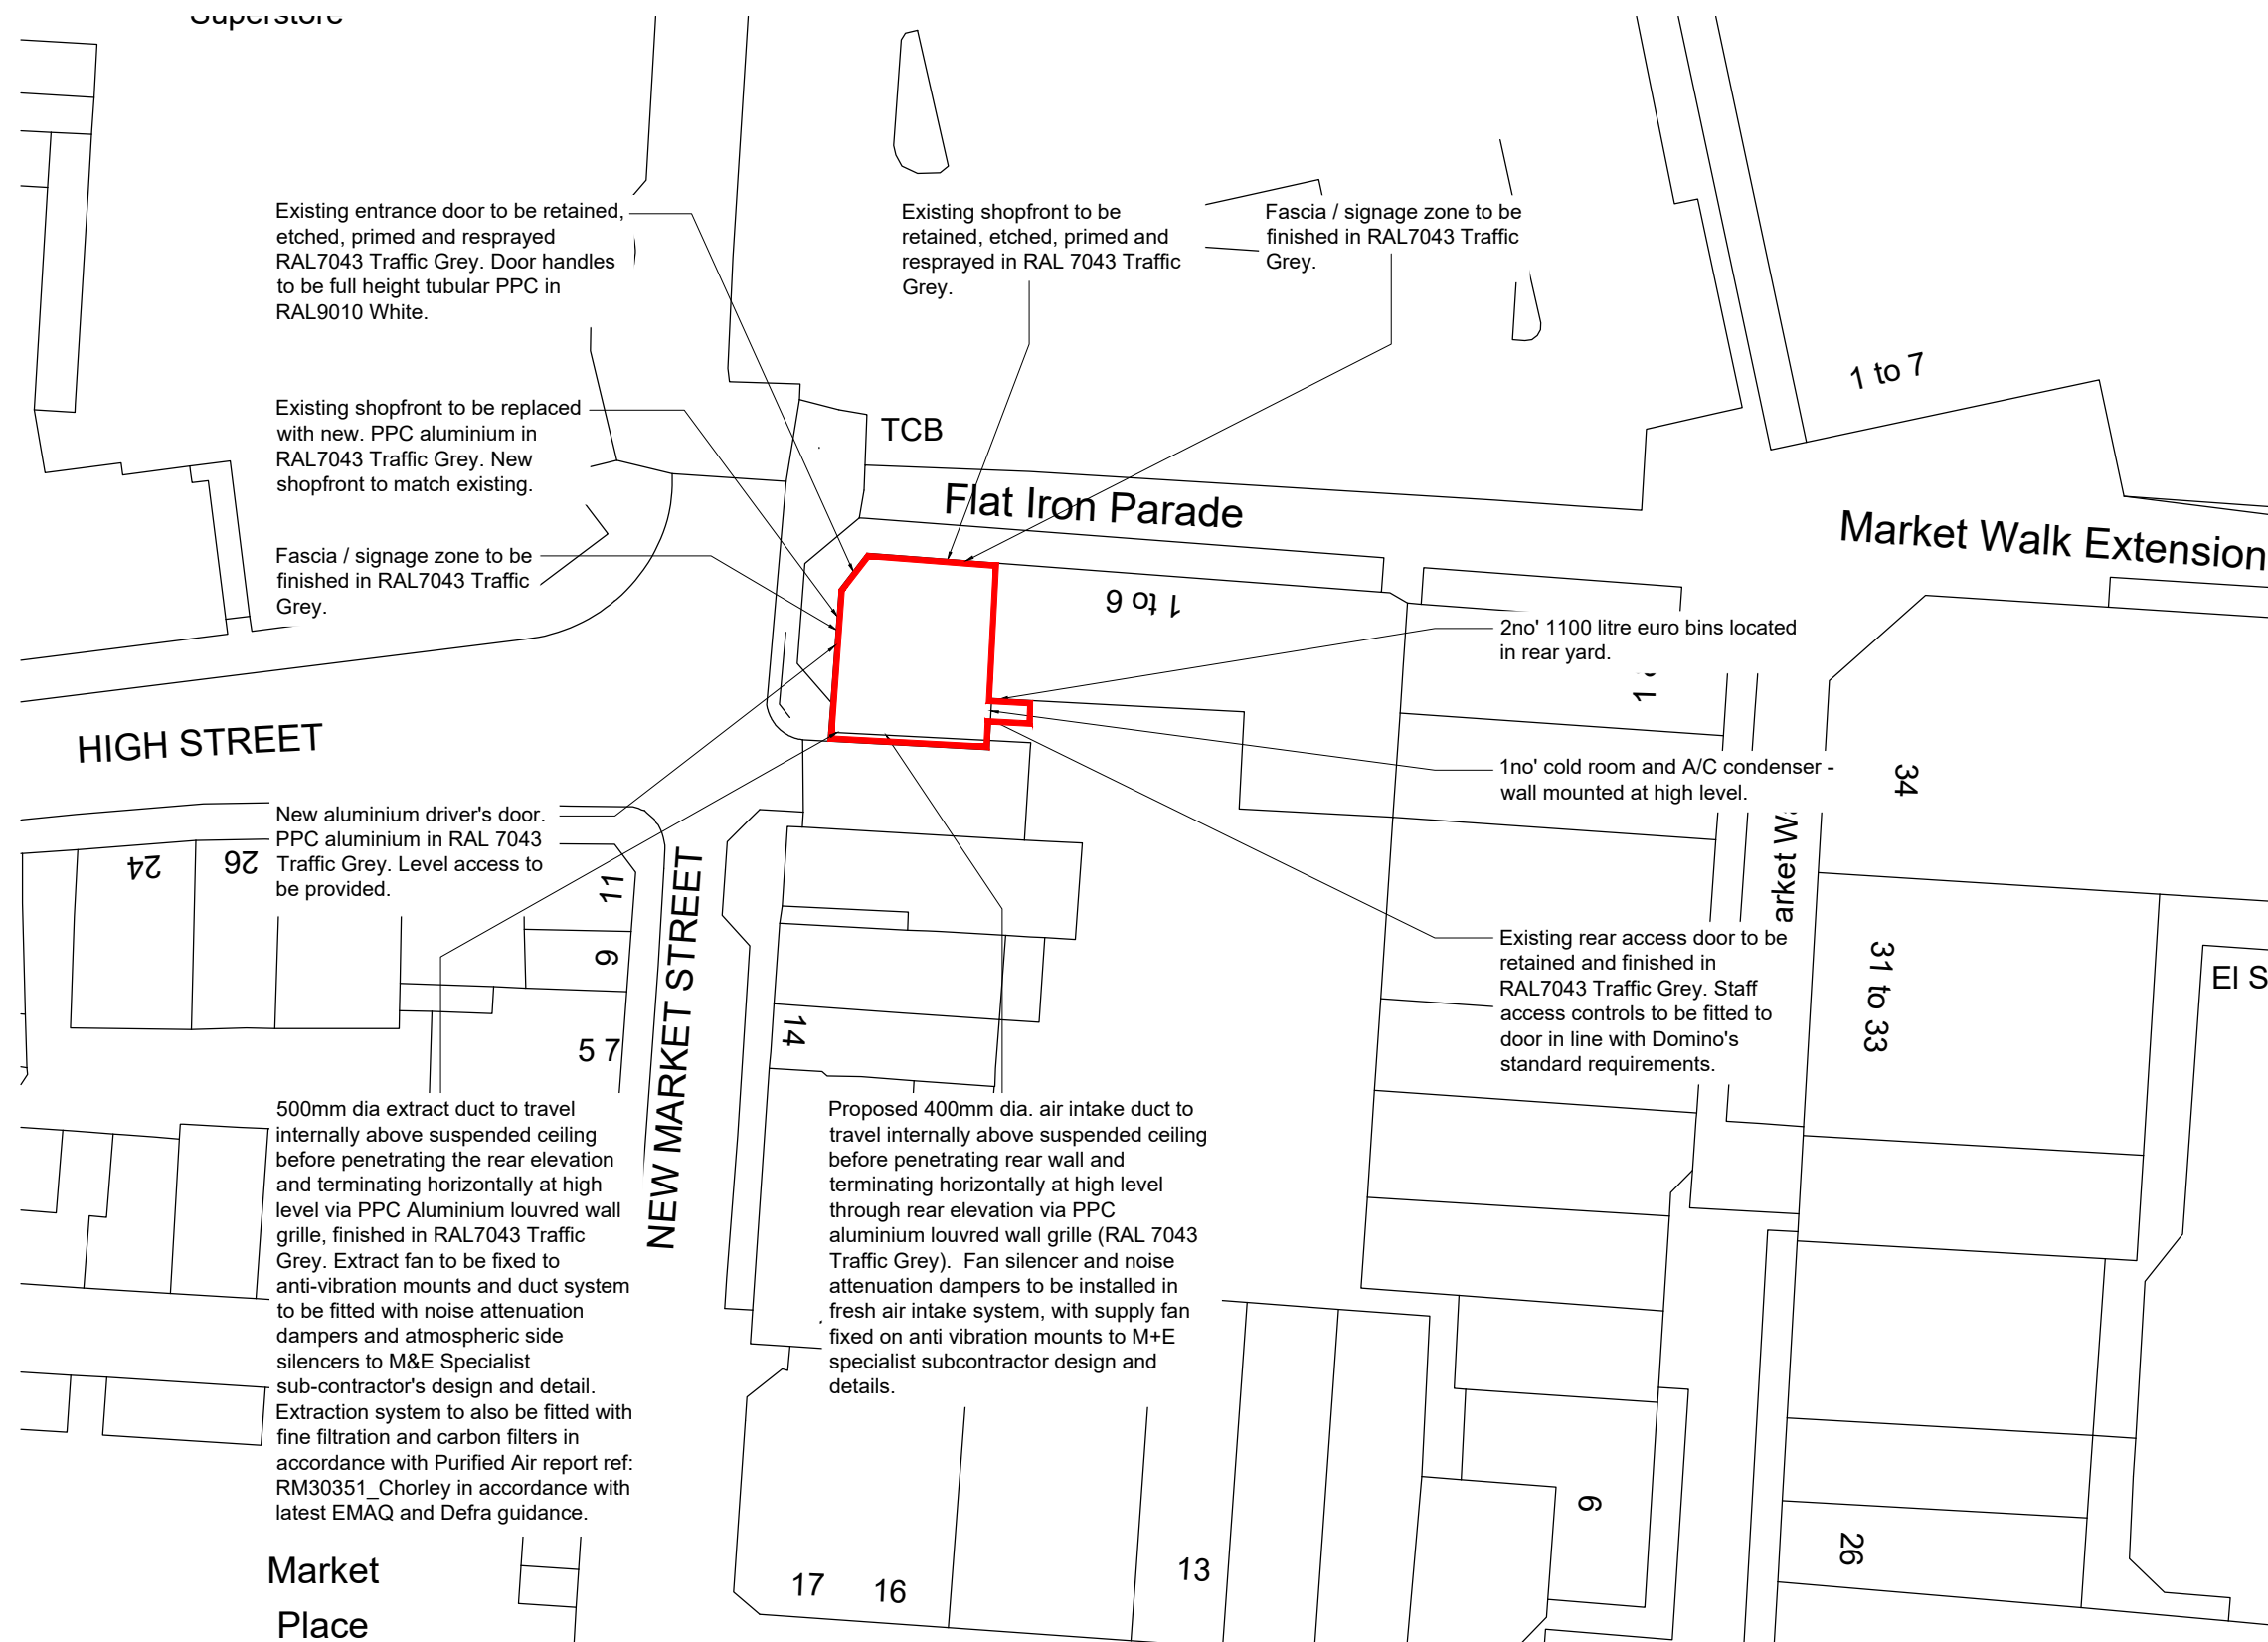 Superstore
Existing entrance door to be retained,
etched, primed and resprayed
RAL7043 Traffic Grey. Door handles
to be full height tubular PPC in
RAL9010 White.
Existing shopfront to be
retained, etched, primed and
resprayed in RAL 7043 Traffic
Grey.
Fascia / signage zone to be
finished in RAL7043 Traffic
Grey.
1 to 7
Existing shopfront to be replaced
with new. PPC aluminium in
RAL7043 Traffic Grey. New
shopfront to match existing.
TCB
Flat Iron Parade
Market Walk Extension
Fascia / signage zone to be
finished in RAL7043 Traffic
Grey.
1 to 6
2no' 1100 litre euro bins located
in rear yard.
HIGH STREET
1no' cold room and A/C condenser -
wall mounted at high level.
34
New aluminium driver's door.
PPC aluminium in RAL 7043
Traffic Grey. Level access to
be provided.
24
26
11
9
5 7
NEW MARKET STREET
14
Existing rear access door to be
retained and finished in
RAL7043 Traffic Grey. Staff
access controls to be fitted to
door in line with Domino's
standard requirements.
31 to 33
El S
500mm dia extract duct to travel
internally above suspended ceiling
before penetrating the rear elevation
and terminating horizontally at high
level via PPC Aluminium louvred wall
grille, finished in RAL7043 Traffic
Grey. Extract fan to be fixed to
anti-vibration mounts and duct system
to be fitted with noise attenuation
dampers and atmospheric side
silencers to M&E Specialist
sub-contractor's design and detail.
Extraction system to also be fitted with
fine filtration and carbon filters in
accordance with Purified Air report ref:
RM30351_Chorley in accordance with
latest EMAQ and Defra guidance.
Proposed 400mm dia. air intake duct to
travel internally above suspended ceiling
before penetrating rear wall and
terminating horizontally at high level
through rear elevation via PPC
aluminium louvred wall grille (RAL 7043
Traffic Grey).  Fan silencer and noise
attenuation dampers to be installed in
fresh air intake system, with supply fan
fixed on anti vibration mounts to M+E
specialist subcontractor design and
details.
Market
Place
17
16
13
6
26